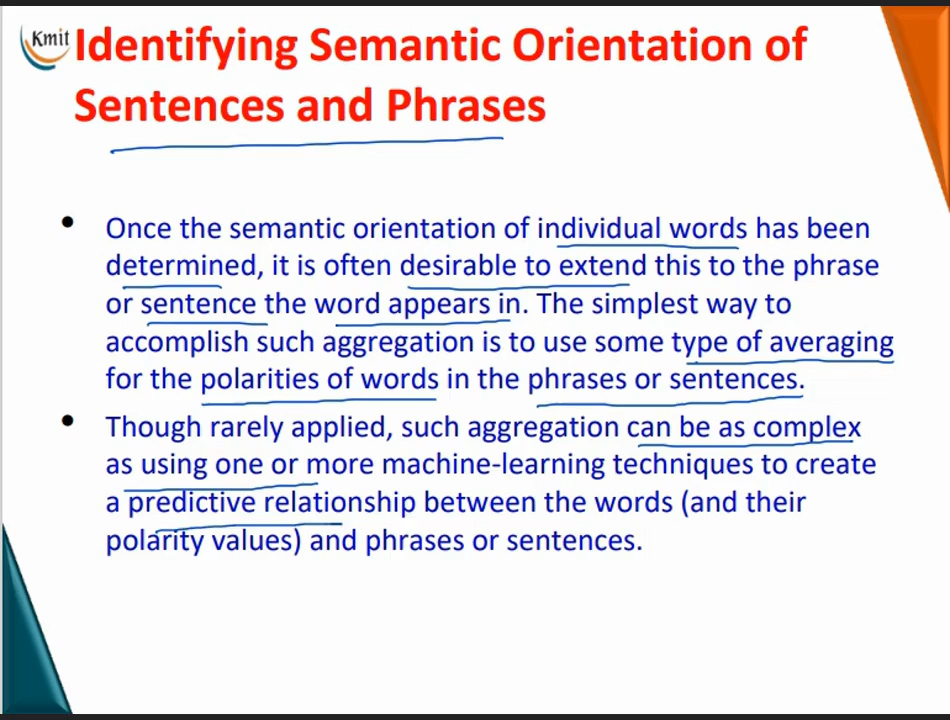 Kmit
Identifying Semantic Orientation of
Sentences and Phrases
• Once the semantic orientation of individual words has been
determined, it is often desirable to extend this to the phrase
or sentence the word appears in. The simplest way to
accomplish such aggregation is to use some type of averaging
for the polarities of words in the phrases or sentences.
• Though rarely applied, such aggregation can be as complex
as using one or more machine-learning techniques to create
a predictive relationship between the words (and their
polarity values) and phrases or sentences.